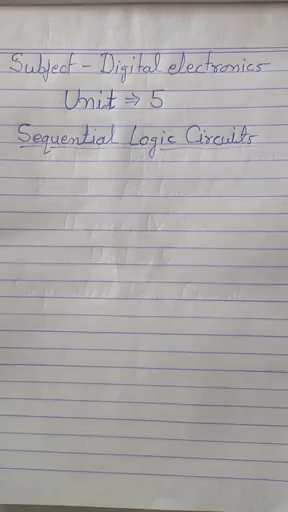 Subject - Digital electronics
Unit ⇒ 5
Sequential Logic Circuits